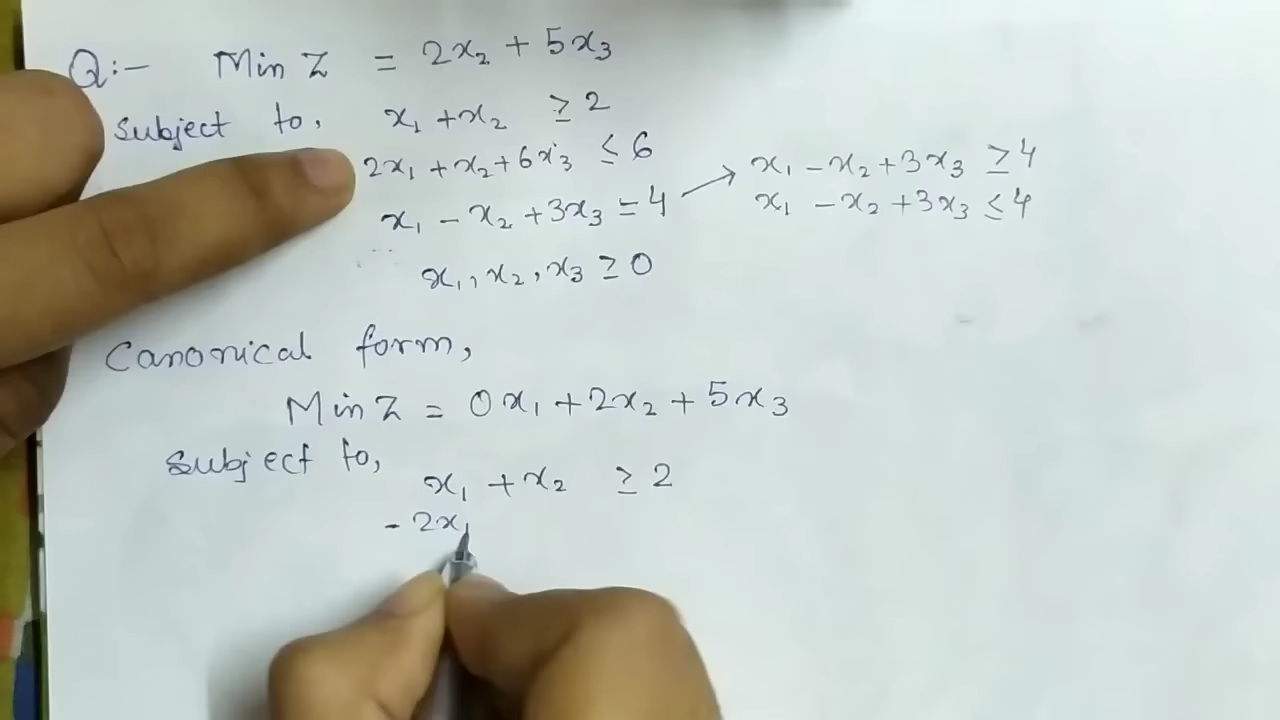 Q:- Min Z = 2x₂ + 5x₃
Subject to, x₁ + x₂ ≥ 2
2x₁ + x₂ + 6x₃ ≤ 6
x₁ - x₂ + 3x₃ = 4 → x₁ - x₂ + 3x₃ ≥ 4
x₁ - x₂ + 3x₃ ≤ 4
x₁, x₂, x₃ ≥ 0
Canonical form,
Min Z = 0x₁ + 2x₂ + 5x₃
Subject to,
x₁ + x₂ ≥ 2
- 2x₁